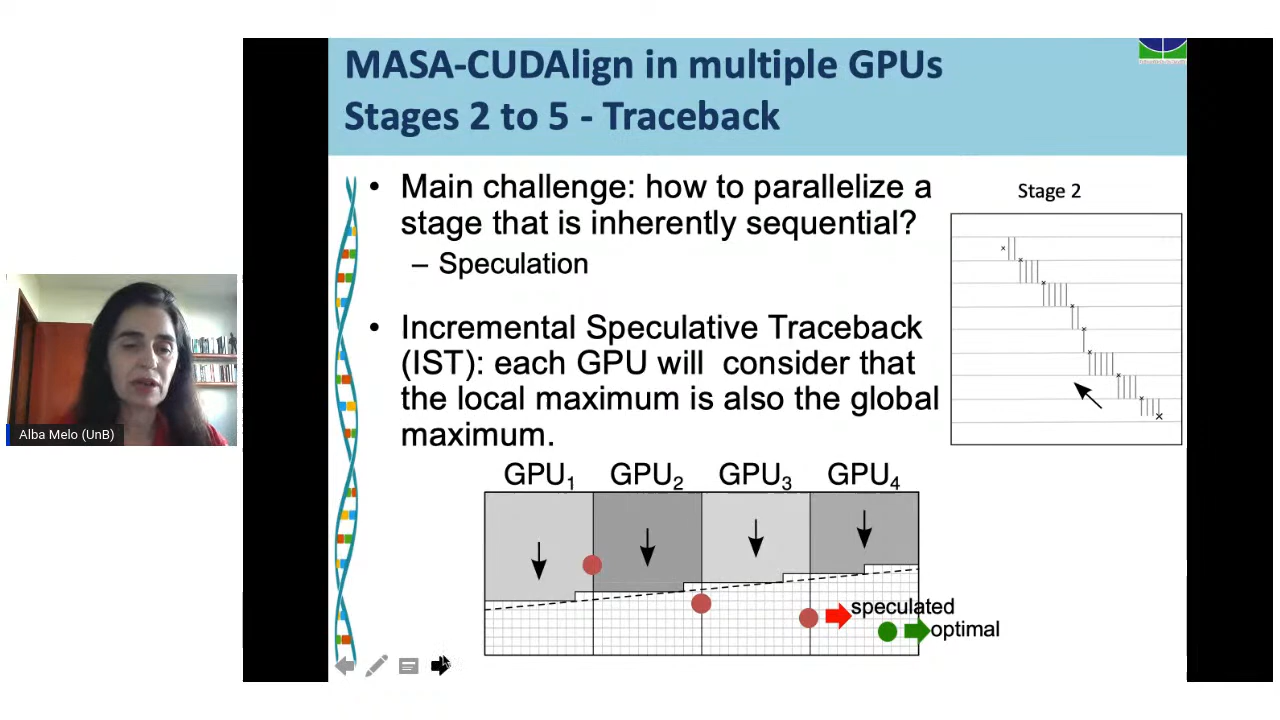 MASA-CUDAlign in multiple GPUs
Stages 2 to 5 - Traceback
• Main challenge: how to parallelize a
stage that is inherently sequential?
– Speculation
• Incremental Speculative Traceback
(IST): each GPU will consider that
the local maximum is also the global
maximum.
Stage 2
GPU1 GPU2 GPU3 GPU4
speculated
optimal
Alba Melo (UnB)